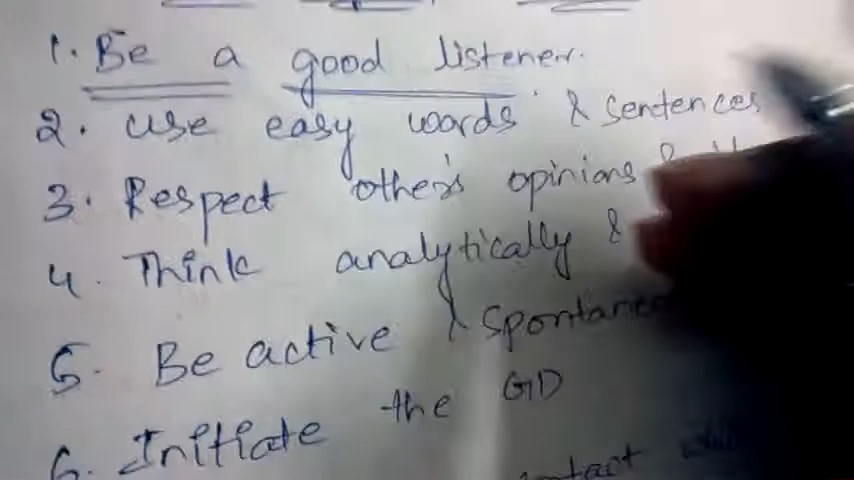 1. Be a good listener.
2. Use easy words & sentences
3. Respect other's opinions &
4. Think analytically &
5. Be active & 
6. Initiate the GD